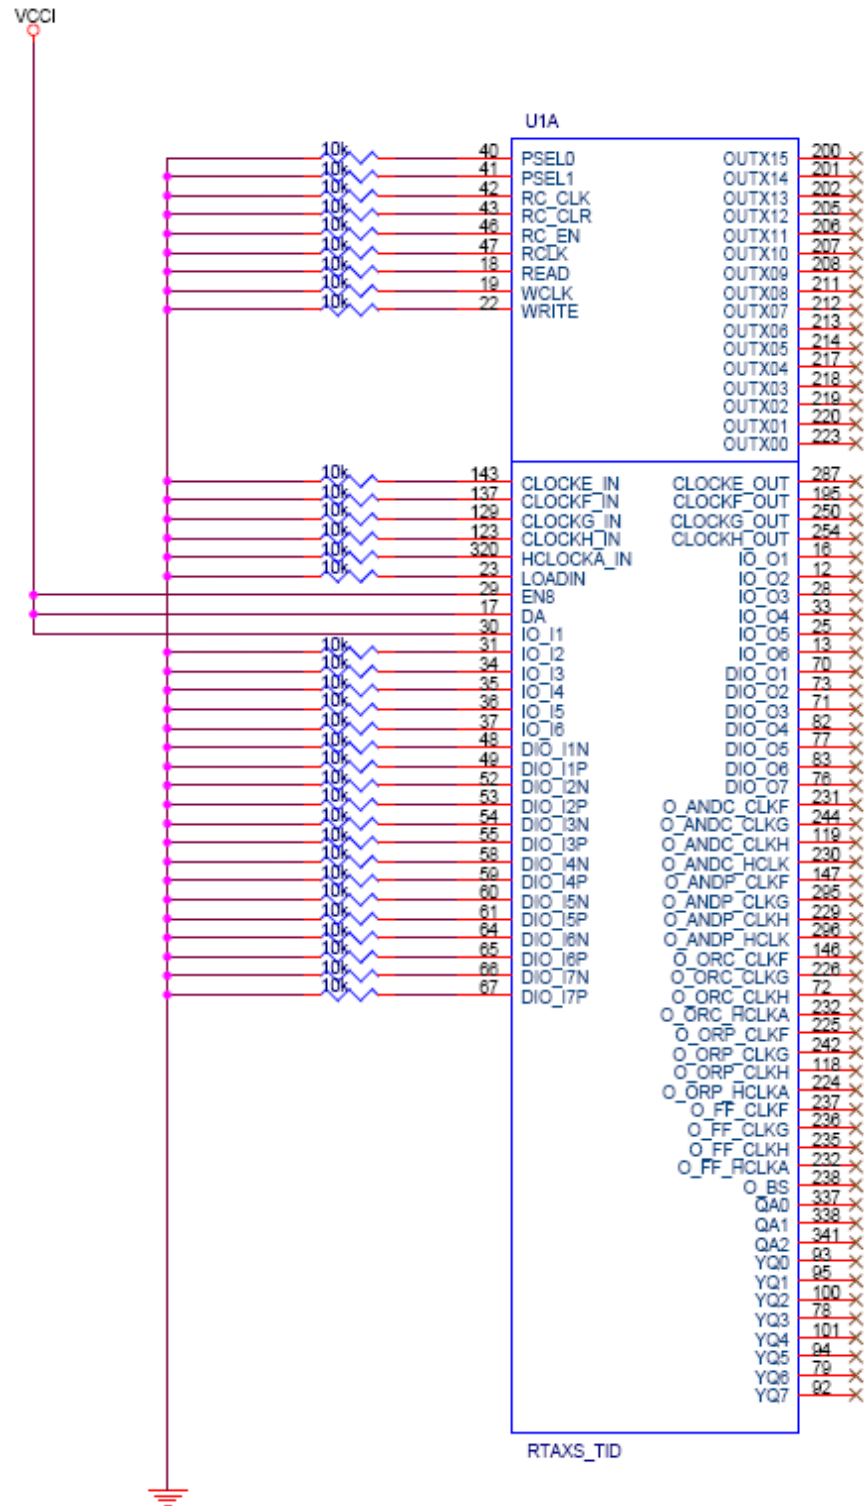 VCCI
U1A
10k 40 PSEL0 OUTX15 200
10k 41 PSEL1 OUTX14 201
10k 42 RC_CLK OUTX13 202
10k 43 RC_CLR OUTX12 205
10k 46 RC_EN OUTX11 206
10k 47 RCLK OUTX10 207
10k 18 READ OUTX09 208
10k 19 WCLK OUTX08 211
10k 22 WRITE OUTX07 212
OUTX06 213
OUTX05 214
OUTX04 217
OUTX03 218
OUTX02 219
OUTX01 220
OUTX00 223
10k 143 CLOCKE_IN CLOCKE_OUT 287
10k 137 CLOCKF_IN CLOCKF_OUT 195
10k 129 CLOCKG_IN CLOCKG_OUT 250
10k 123 CLOCKH_IN CLOCKH_OUT 254
10k 320 HCLOCKA_IN IO_O1 16
10k 23 LOADIN IO_O2 12
29 EN8 IO_O3 28
17 DA IO_O4 33
30 IO_I1 IO_O5 25
10k 31 IO_I2 IO_O6 13
10k 34 IO_I3 DIO_O1 70
10k 35 IO_I4 DIO_O2 73
10k 36 IO_I5 DIO_O3 71
10k 37 IO_I6 DIO_O4 82
10k 48 DIO_I1N DIO_O5 77
10k 49 DIO_I1P DIO_O6 83
10k 52 DIO_I2N DIO_O7 76
10k 53 DIO_I2P O_ANDC_CLKF 231
10k 54 DIO_I3N O_ANDC_CLKG 244
10k 55 DIO_I3P O_ANDC_CLKH 119
10k 58 DIO_I4N O_ANDC_HCLK 230
10k 59 DIO_I4P O_ANDP_CLKF 147
10k 60 DIO_I5N O_ANDP_CLKG 295
10k 61 DIO_I5P O_ANDP_CLKH 229
10k 64 DIO_I6N O_ANDP_HCLK 296
10k 65 DIO_I6P O_ORC_CLKF 146
10k 66 DIO_I7N O_ORC_CLKG 226
10k 67 DIO_I7P O_ORC_CLKH 72
O_ORC_HCLKA 232
O_ORP_CLKF 225
O_ORP_CLKG 242
O_ORP_CLKH 118
O_ORP_HCLKA 224
O_FF_CLKF 237
O_FF_CLKG 236
O_FF_CLKH 235
O_FF_HCLKA 232
O_BS 238
QA0 337
QA1 338
QA2 341
YQ0 93
YQ1 95
YQ2 100
YQ3 78
YQ4 101
YQ5 94
YQ6 79
YQ7 92
RTAXS_TID